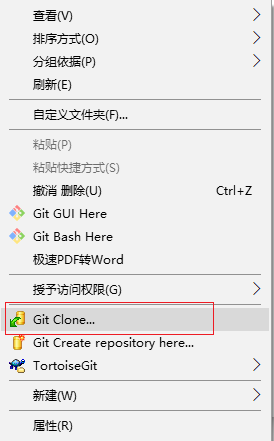 查看(V)
排序方式(O)
分组依据(P)
刷新(E)
自定义文件夹(F)...
粘贴(P)
粘贴快捷方式(S)
撤消 删除(U) Ctrl+Z
Git GUI Here
Git Bash Here
极速PDF转Word
授予访问权限(G)
Git Clone...
Git Create repository here...
TortoiseGit
新建(W)
属性(R)